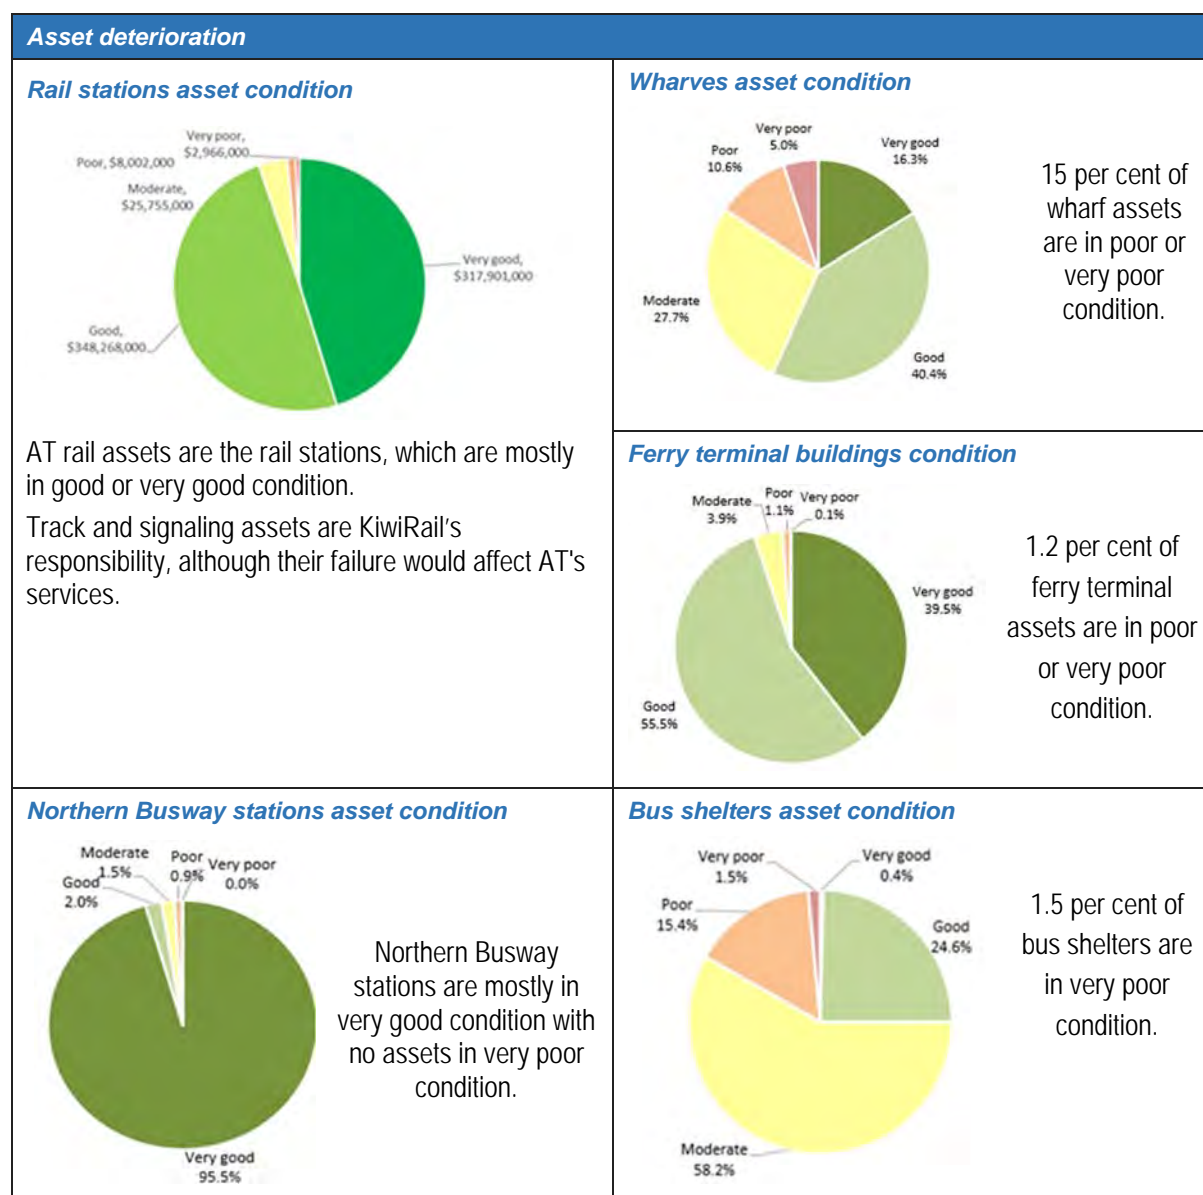 Asset deterioration
Rail stations asset condition
Very poor,
$2,966,000
Poor, $8,002,000
Moderate,
$25,755,000
Very good,
$317,901,000
Good,
$348,268,000
AT rail assets are the rail stations, which are mostly
in good or very good condition.
Track and signaling assets are KiwiRail's
responsibility, although their failure would affect AT's
services.
Wharves asset condition
Very poor
5.0%
Very good
16.3%
Poor
10.6%
Moderate
27.7%
Good
40.4%
15 per cent of
wharf assets
are in poor or
very poor
condition.
Ferry terminal buildings condition
Moderate
3.9%
Poor
1.1%
Very poor
0.1%
Very good
39.5%
Good
55.5%
1.2 per cent of
ferry terminal
assets are in poor
or very poor
condition.
Northern Busway stations asset condition
Moderate
1.5%
Poor
0.9%
Very poor
0.0%
Good
2.0%
Very good
95.5%
Northern Busway
stations are mostly in
very good condition with
no assets in very poor
condition.
Bus shelters asset condition
Very poor
1.5%
Very good
0.4%
Poor
15.4%
Good
24.6%
Moderate
58.2%
1.5 per cent of
bus shelters are
in very poor
condition.